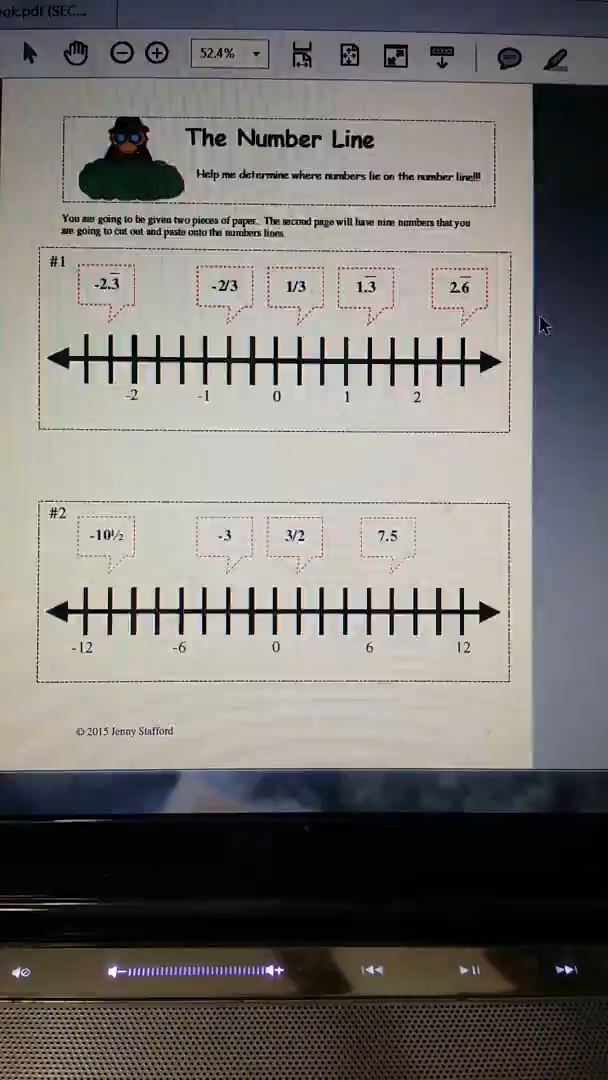 ok.pdf (SEC...
52.4%
The Number Line
Help me determine where numbers lie on the number line!!!
You are going to be given two pieces of paper. The second page will have nine numbers that you
are going to cut out and paste onto the numbers lines.
#1
-2.3̅ -2/3 1/3 1.3̅ 2.6̅
-2 -1 0 1 2
#2
-10½ -3 3/2 7.5
-12 -6 0 6 12
© 2015 Jenny Stafford